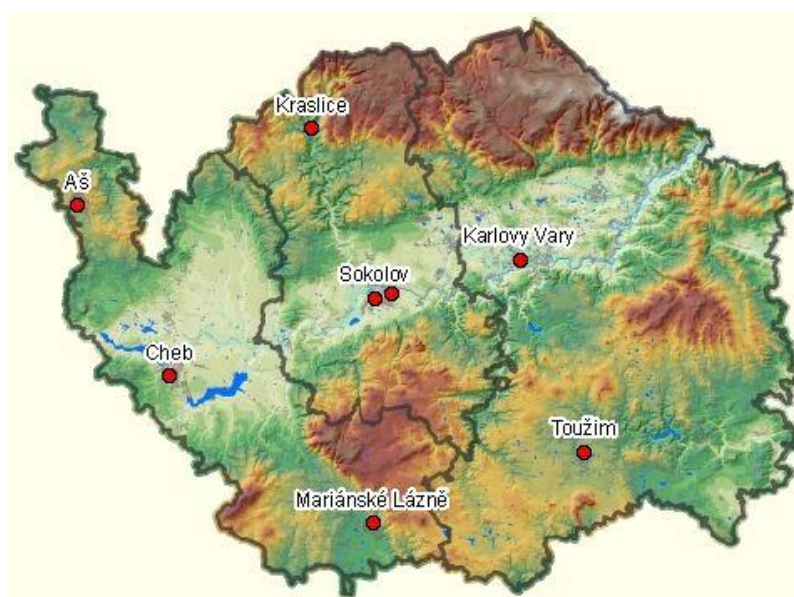 Kraslice
Aš
Karlovy Vary
Sokolov
Cheb
Toužim
Mariánské Lázně